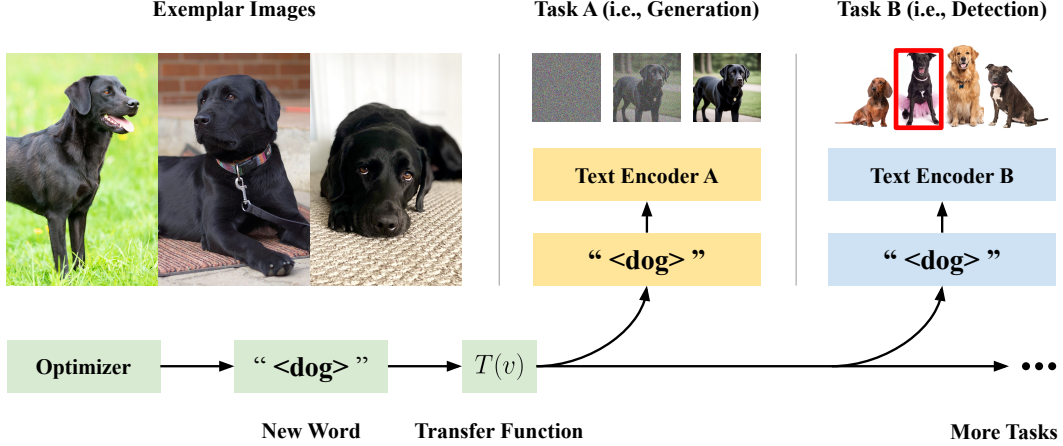 Exemplar Images
Task A (i.e., Generation)
Task B (i.e., Detection)
Text Encoder A
Text Encoder B
“ <dog> ”
“ <dog> ”
Optimizer
“ <dog> ”
T(v)
New Word
Transfer Function
More Tasks